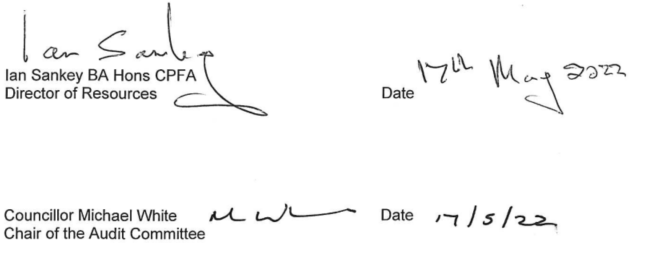 Ian Sankey
Ian Sankey BA Hons CPFA
Director of Resources
Date 17th May 2022
Councillor Michael White M Wh Date 17/5/22
Chair of the Audit Committee